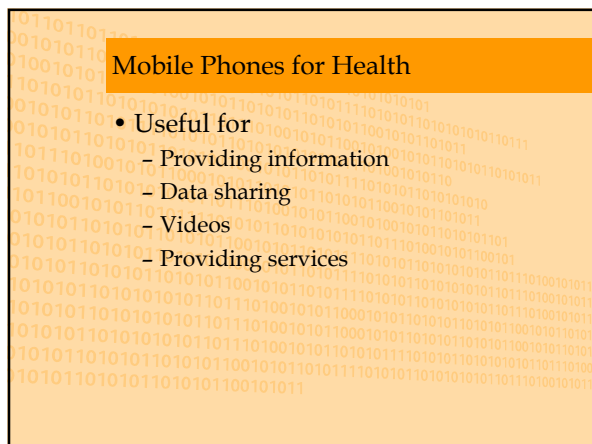 Mobile Phones for Health
• Useful for
– Providing information
– Data sharing
– Videos
– Providing services